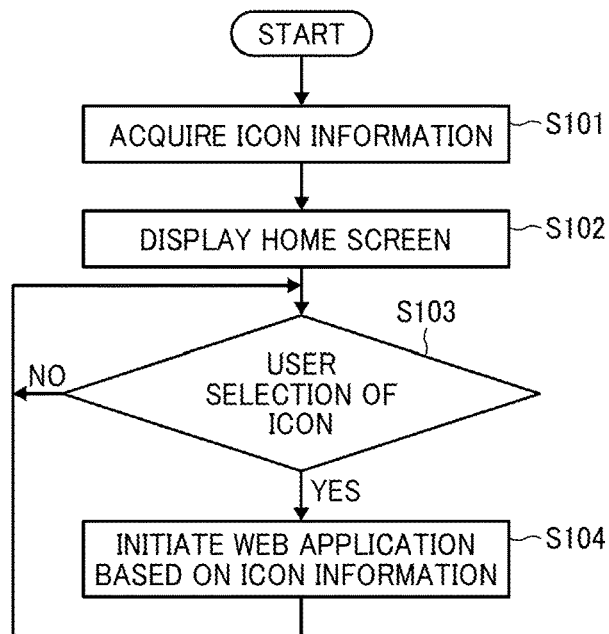 START
ACQUIRE ICON INFORMATION
S101
DISPLAY HOME SCREEN
S102
S103
USER
SELECTION OF
ICON
NO
YES
INITIATE WEB APPLICATION
BASED ON ICON INFORMATION
S104